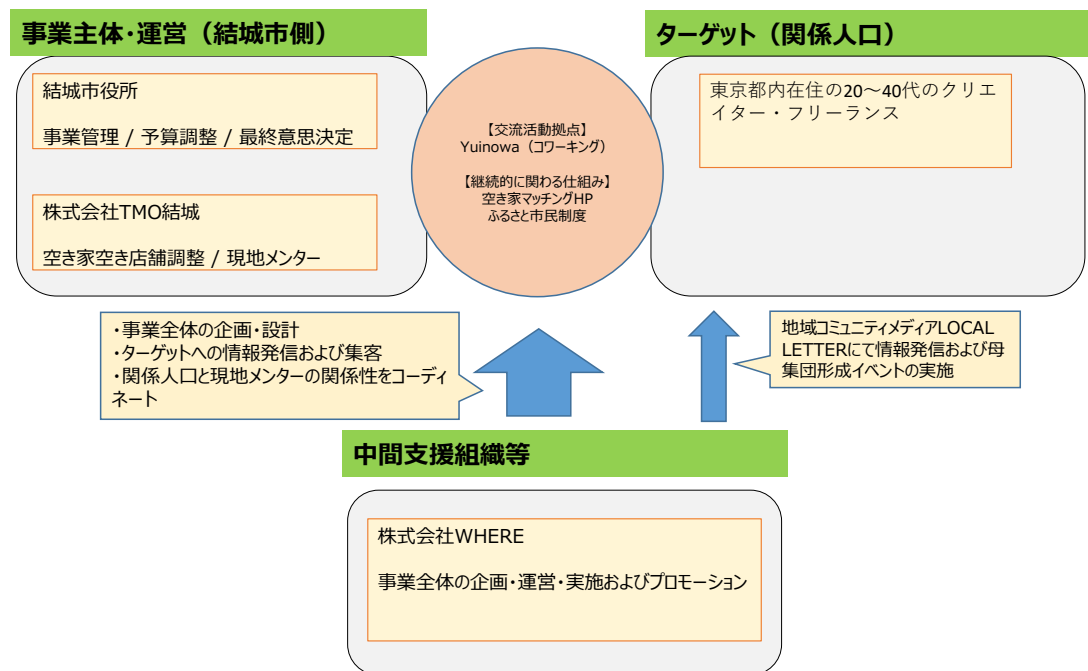 事業主体・運営（結城市側）
結城市役所
事業管理 / 予算調整 / 最終意思決定
株式会社TMO結城
空き家空き店舗調整 / 現地メンター
【交流活動拠点】
Yuinowa（コワーキング）
【継続的に関わる仕組み】
空き家マッチングHP
ふるさと市民制度
ターゲット（関係人口）
東京都内在住の20～40代のクリエ
イター・フリーランス
・事業全体の企画・設計
・ターゲットへの情報発信および集客
・関係人口と現地メンターの関係性をコーディ
ネート
地域コミュニティメディアLOCAL
LETTERにて情報発信および母
集団形成イベントの実施
中間支援組織等
株式会社WHERE
事業全体の企画・運営・実施およびプロモーション